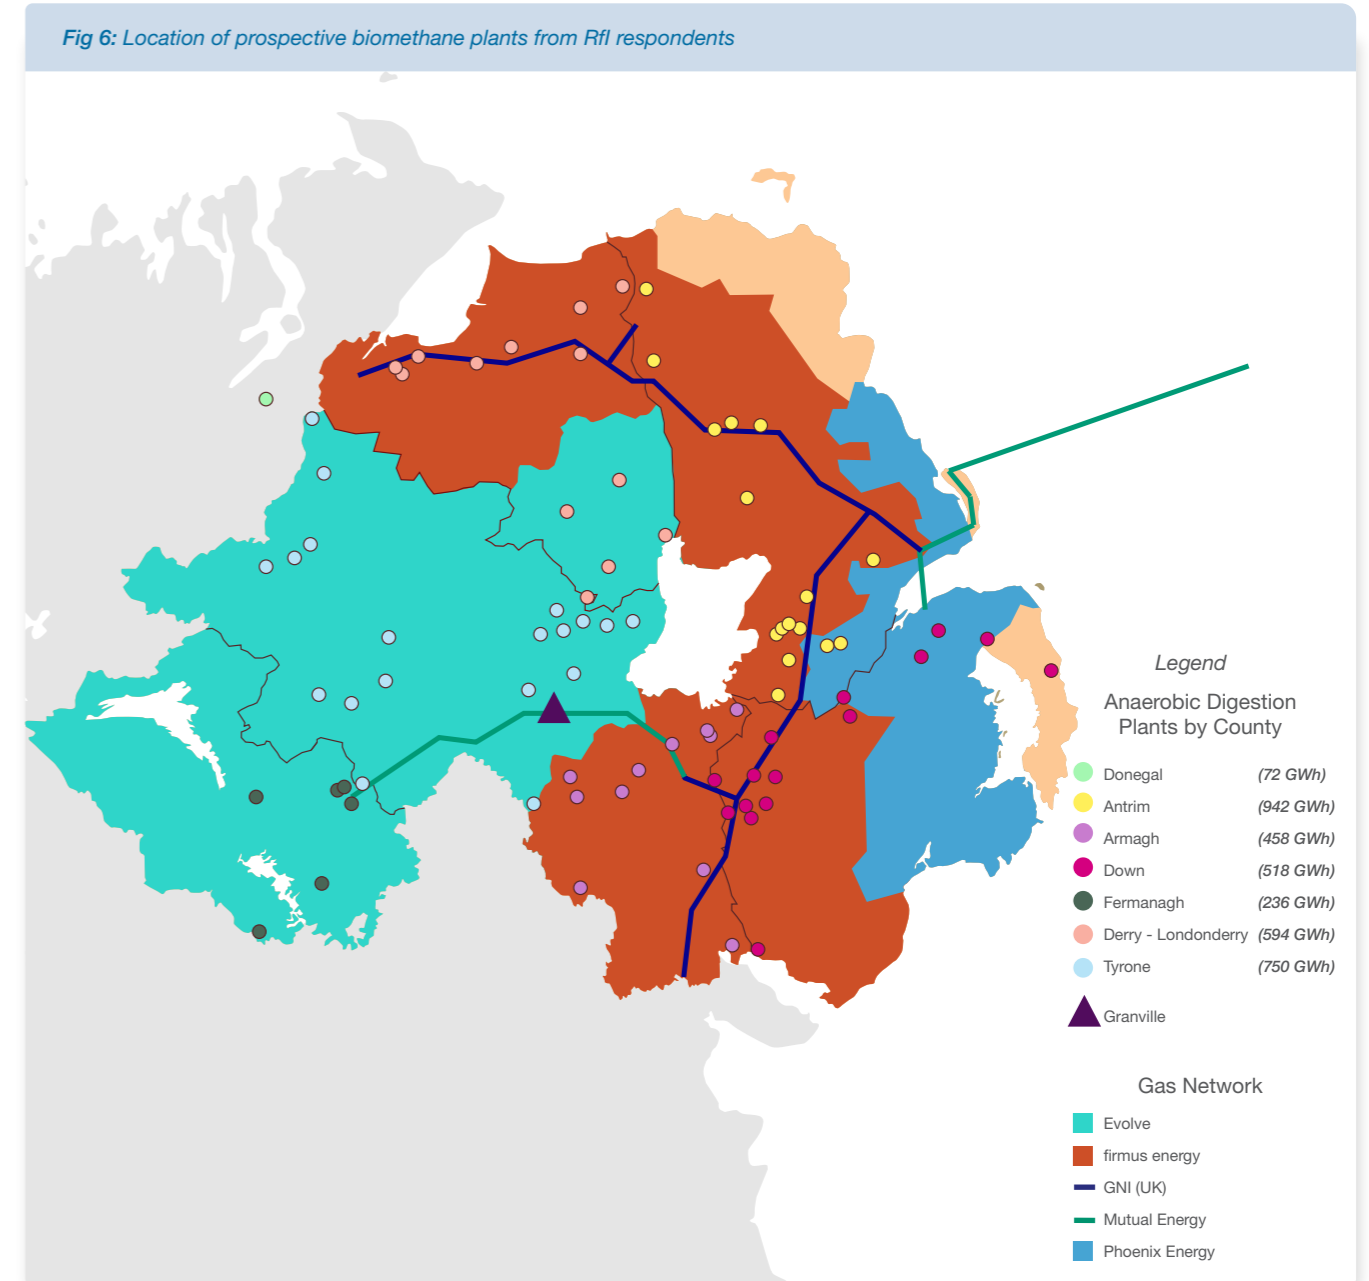 Fig 6: Location of prospective biomethane plants from RfI respondents
Legend
Anaerobic Digestion
Plants by County
Donegal (72 GWh)
Antrim (942 GWh)
Armagh (458 GWh)
Down (518 GWh)
Fermanagh (236 GWh)
Derry - Londonderry (594 GWh)
Tyrone (750 GWh)
Granville
Gas Network
Evolve
firmus energy
GNI (UK)
Mutual Energy
Phoenix Energy